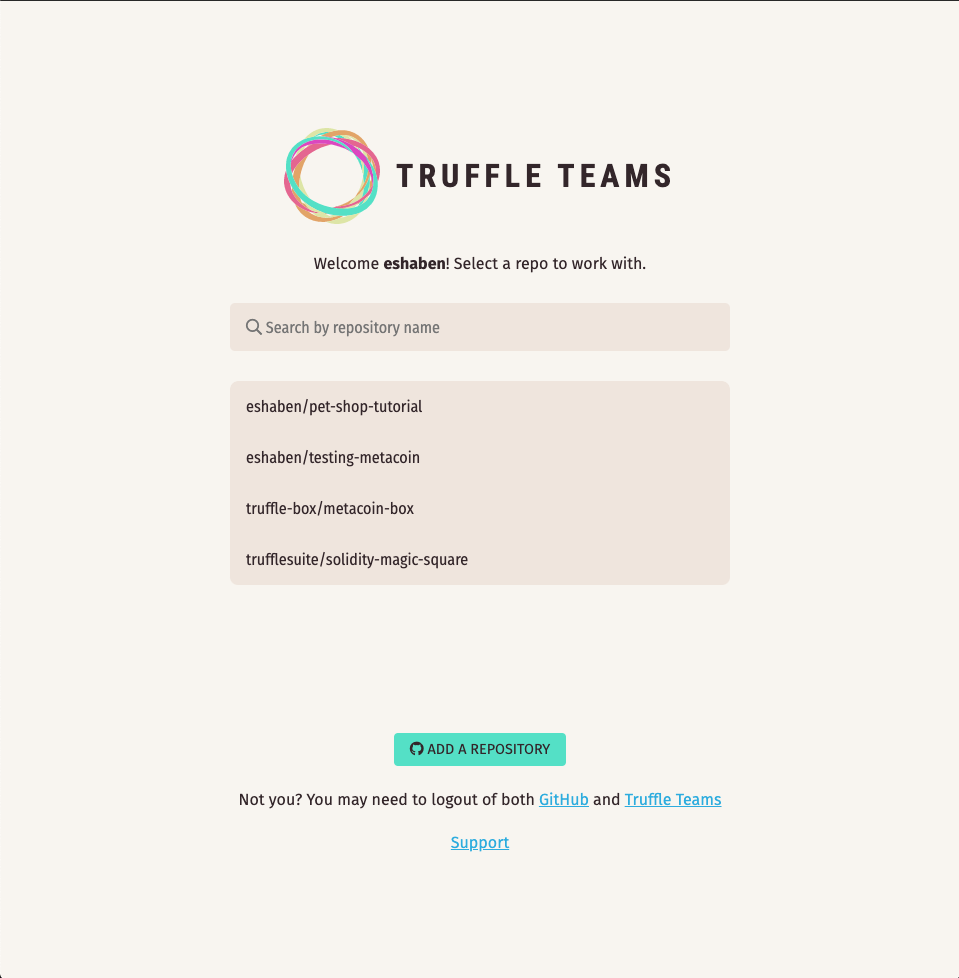 TRUFFLE TEAMS
Welcome eshaben! Select a repo to work with.
Search by repository name
eshaben/pet-shop-tutorial
eshaben/testing-metacoin
truffle-box/metacoin-box
trufflesuite/solidity-magic-square
ADD A REPOSITORY
Not you? You may need to logout of both GitHub and Truffle Teams
Support